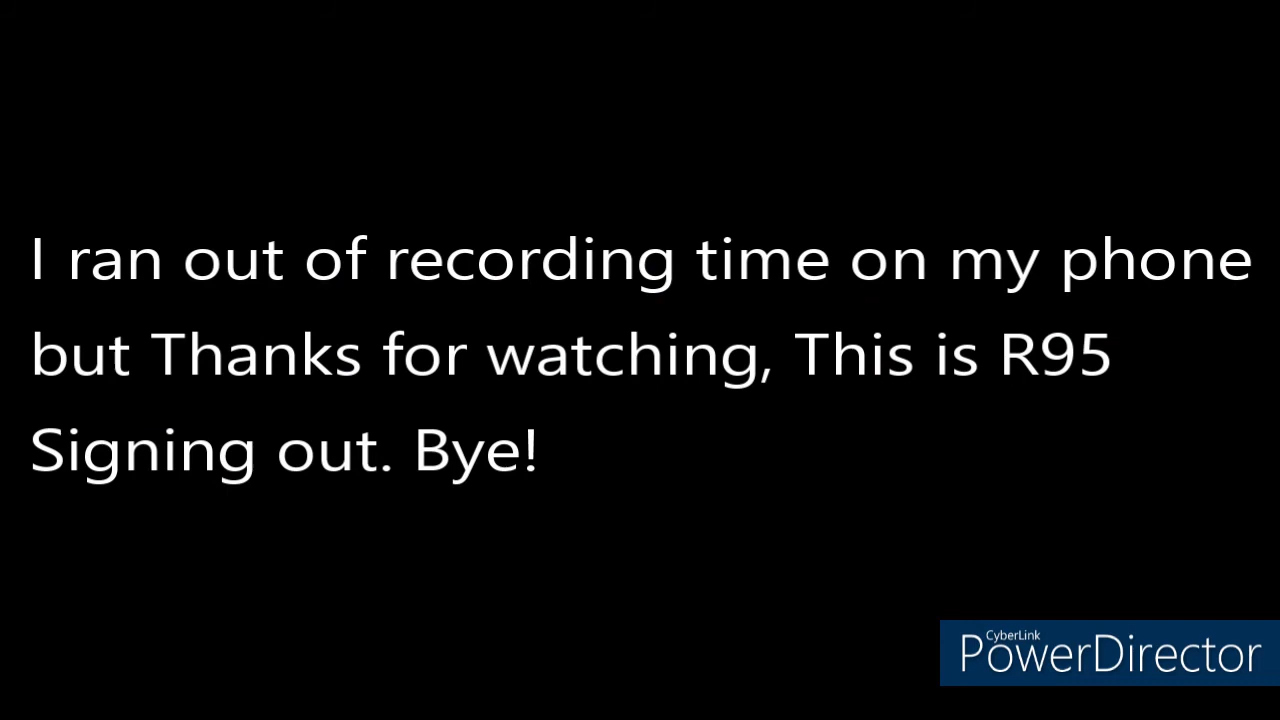 I ran out of recording time on my phone
but Thanks for watching, This is R95
Signing out. Bye!
CyberLink
PowerDirector